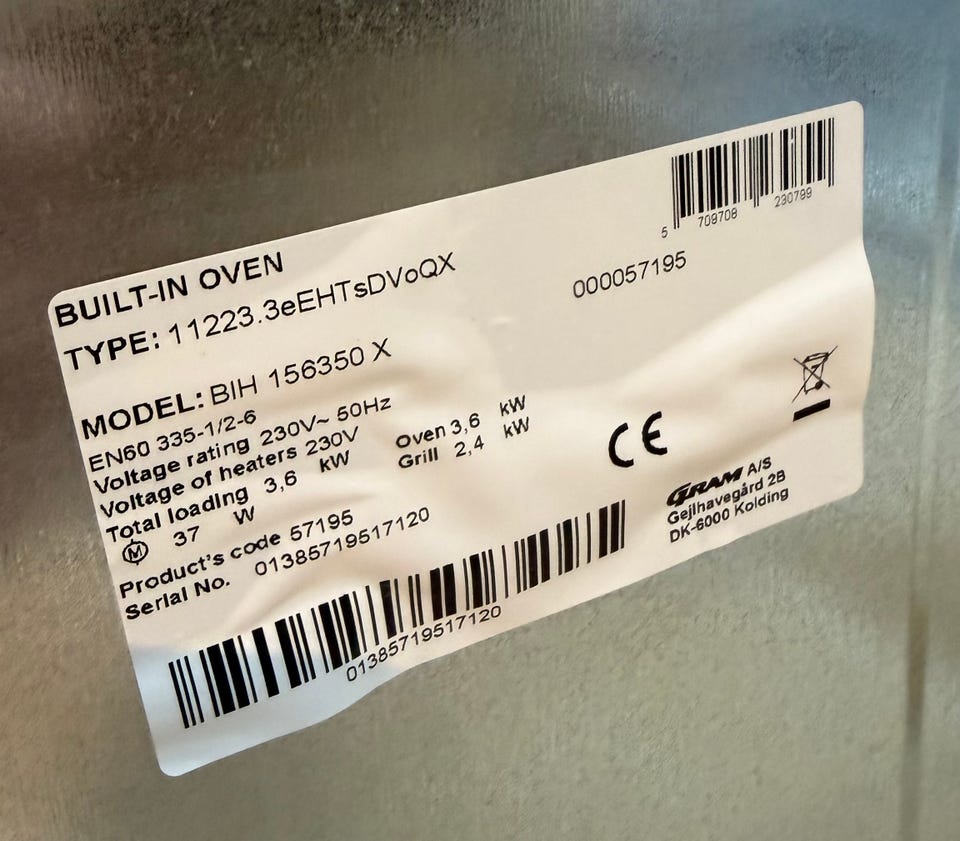 BUILT-IN OVEN
TYPE: 11223.3eEHTsDVoQX
5 709708 230799
000057195
MODEL: BIH 156350 X
EN60 335-1/2-6
Voltage rating 230V~ 50Hz
Voltage of heaters 230V
Total loading 3,6 kW
Oven 3,6 kW
Grill 2,4 kW
M 37 W
CE
Product's code 57195
Serial No. 01385719517120
GRAM A/S
Gejlhavegård 2B
DK-6000 Kolding
01385719517120